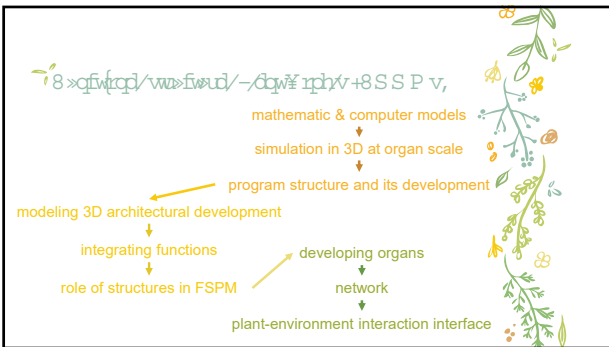 mathematic & computer models
simulation in 3D at organ scale
program structure and its development
modeling 3D architectural development
integrating functions
role of structures in FSPM
developing organs
network
plant-environment interaction interface